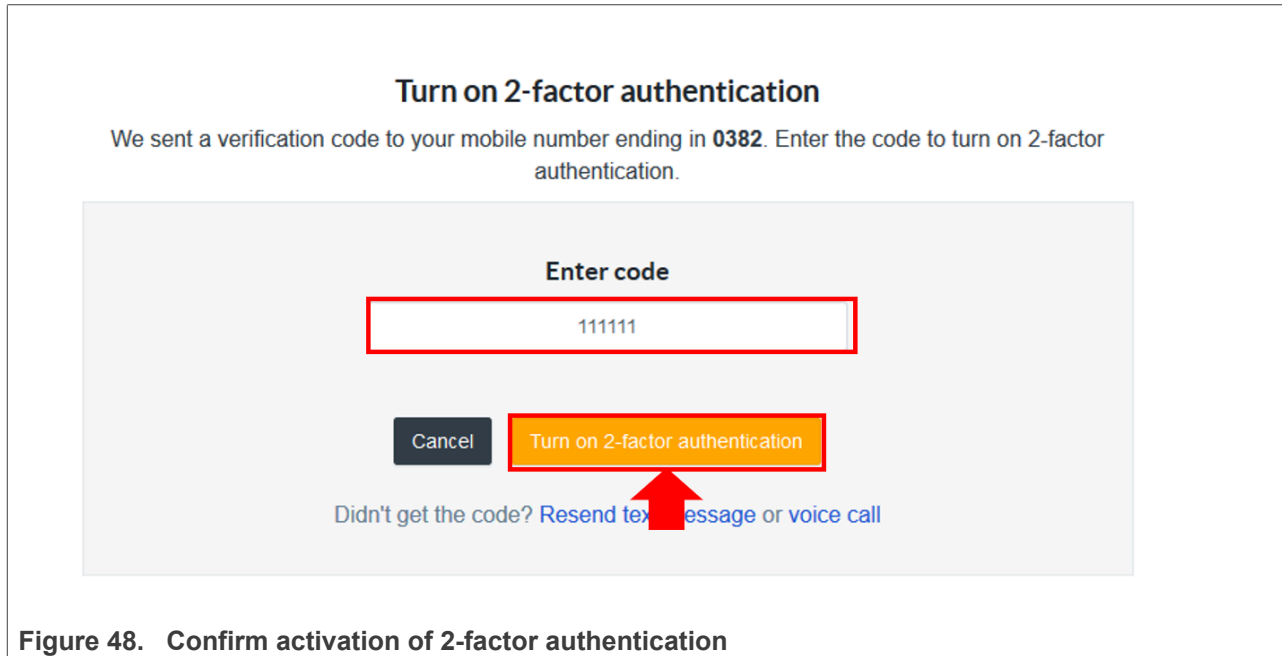 Turn on 2-factor authentication
We sent a verification code to your mobile number ending in 0382. Enter the code to turn on 2-factor
authentication.
Enter code
111111
Cancel Turn on 2-factor authentication
Didn't get the code? Resend or voice call
Figure 48. Confirm activation of 2-factor authentication